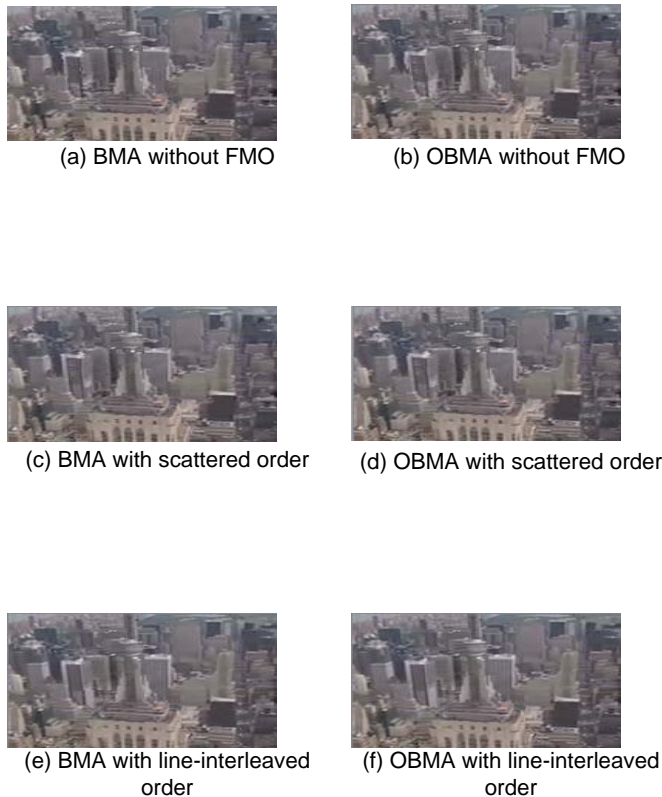 (a) BMA without FMO
(b) OBMA without FMO
(c) BMA with scattered order
(d) OBMA with scattered order
(e) BMA with line-interleaved
order
(f) OBMA with line-interleaved
order